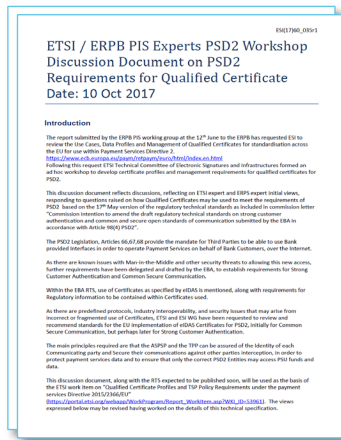 ESI(17)60_035r1
ETSI / ERPB PIS Experts PSD2 Workshop
Discussion Document on PSD2
Requirements for Qualified Certificate
Date: 10 Oct 2017
Introduction
The report submitted by the ERPB PIS working group at the 12th June to the ERPB has requested ESI to
review the Use Cases, Data Profiles and Management of Qualified Certificates for standardisation across
the EU for use within Payment Services Directive 2.
https://www.ecb.europa.eu/paym/retpaym/euro/html/index.en.html
Following this request ETSI Technical Committee of Electronic Signatures and Infrastructures formed an
ad hoc workshop to develop certificate profiles and management requirements for qualified certificates for
PSD2.
This discussion document reflects discussions, reflecting on ETSI expert and ERPS expert initial views,
responding to questions raised on how Qualified Certificates may be used to meet the requirements of
PSD2 based on the 17th May version of the regulatory technical standards as included in commission letter
"Commission intention to amend the draft regulatory technical standards on strong customer
authentication and common and secure open standards of communication submitted by the EBA in
accordance with Article 98(4) PSD2".
The PSD2 Legislation, Articles 66,67,68 provide the mandate for Third Parties to be able to use Bank
provided Interfaces in order to operate Payment Services on behalf of Bank Customers, over the Internet.
As there are known issues with Man-in-the-Middle and other security threats to allowing this new access,
further requirements have been delegated and drafted by the EBA, to establish requirements for Strong
Customer Authentication and Common Secure Communication.
Within the EBA RTS, use of Certificates as specified by eIDAS is mentioned, along with requirements for
Regulatory information to be contained within Certificates used.
As there are predefined protocols, industry interoperability, and security issues that may arise from
incorrect or fragmented use of Certificates, ETSI and ESI WG have been requested to review and
recommend standards for the EU implementation of eIDAS Certificates for PSD2, initially for Common
Secure Communication, but perhaps later for Strong Customer Authentication.
The main principles required are that the ASPSP and the TPP can be assured of the Identity of each
Communicating party and Secure their communications against other parties interception, in order to
protect payment services data and to ensure that only the correct PSD2 Entities may access PSU funds and
data.
This discussion document, along with the RTS expected to be published soon, will be used as the basis of
the ETSI work item on "Qualified Certificate Profiles and TSP Policy Requirements under the payment
services Directive 2015/2366/EU"
(https://portal.etsi.org/webapp/WorkProgram/Report_WorkItem.asp?WKI_ID=53961). The views
expressed below may be revised having worked on the details of this technical specification.